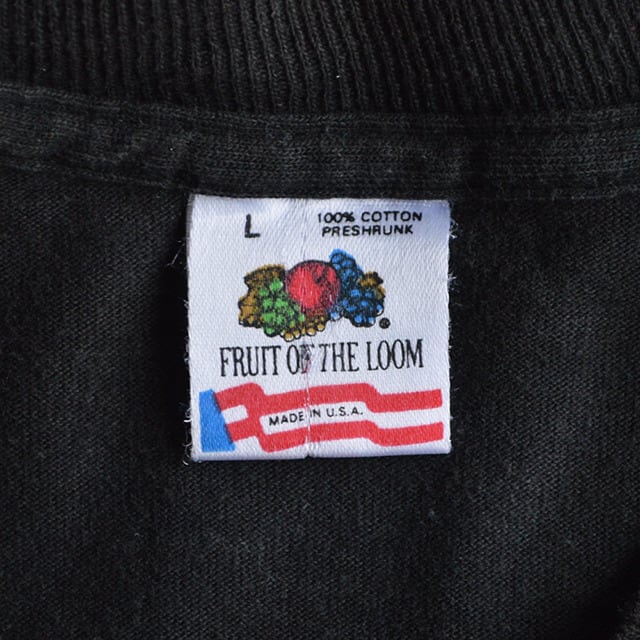 L
100% COTTON
PRESHRUNK
®
FRUIT OF THE LOOM
MADE IN U.S.A.